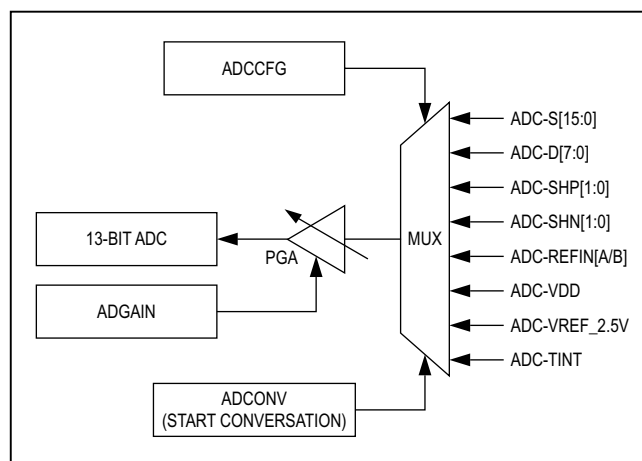 ADCCFG
ADC-S[15:0]
ADC-D[7:0]
ADC-SHP[1:0]
13-BIT ADC
PGA
MUX
ADC-SHN[1:0]
ADC-REFIN[A/B]
ADGAIN
ADC-VDD
ADC-VREF_2.5V
ADC-TINT
ADCONV
(START CONVERSATION)